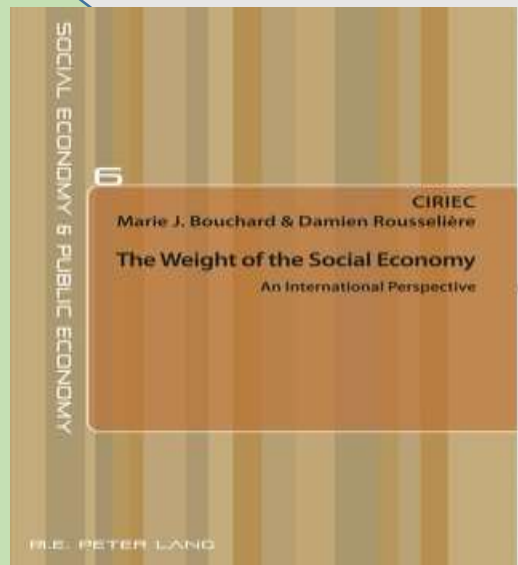 SOCIAL ECONOMY & PUBLIC ECONOMY
6
CIRIEC
Marie J. Bouchard & Damien Rousselière
The Weight of the Social Economy
An International Perspective
P.I.E. PETER LANG